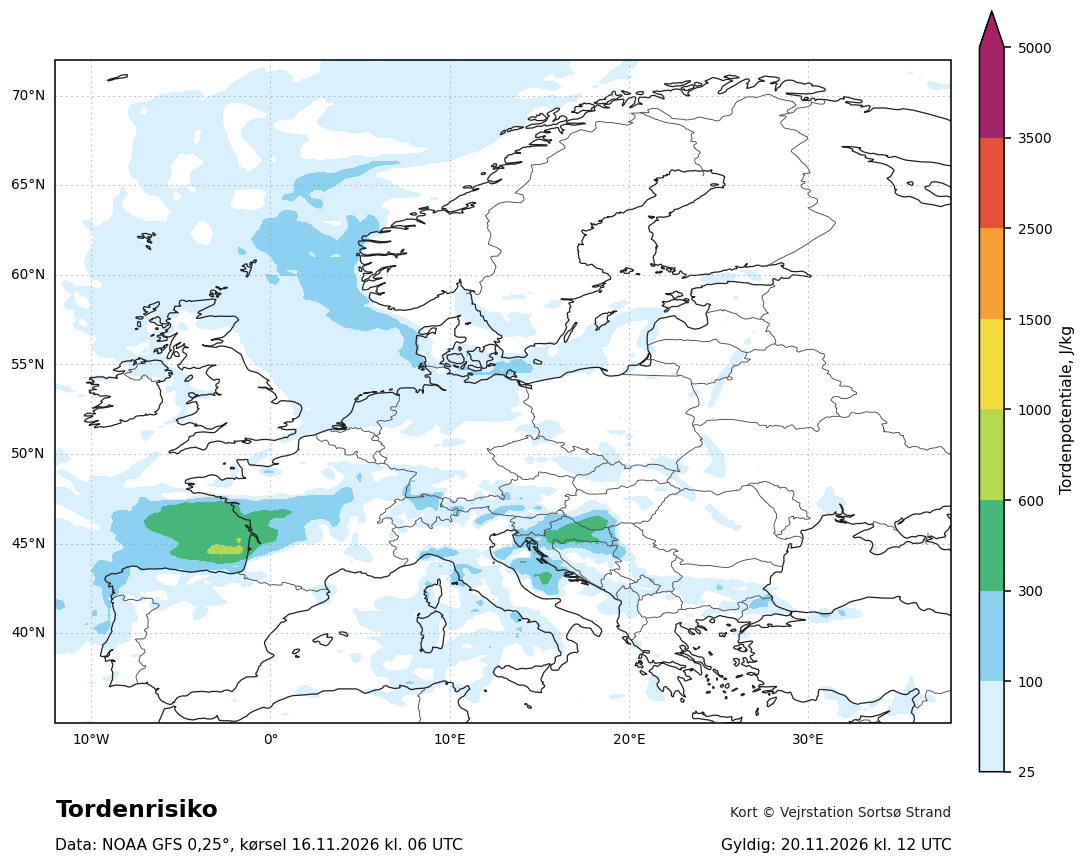 70°N
65°N
60°N
55°N
50°N
45°N
40°N
10°W
0°
10°E
20°E
30°E
5000
3500
2500
1500
1000
600
300
100
25
Tordenpotentiale, J/kg
Tordenrisiko
Kort © Vejrstation Sortsø Strand
Data: NOAA GFS 0,25°, kørsel 16.11.2026 kl. 06 UTC
Gyldig: 20.11.2026 kl. 12 UTC